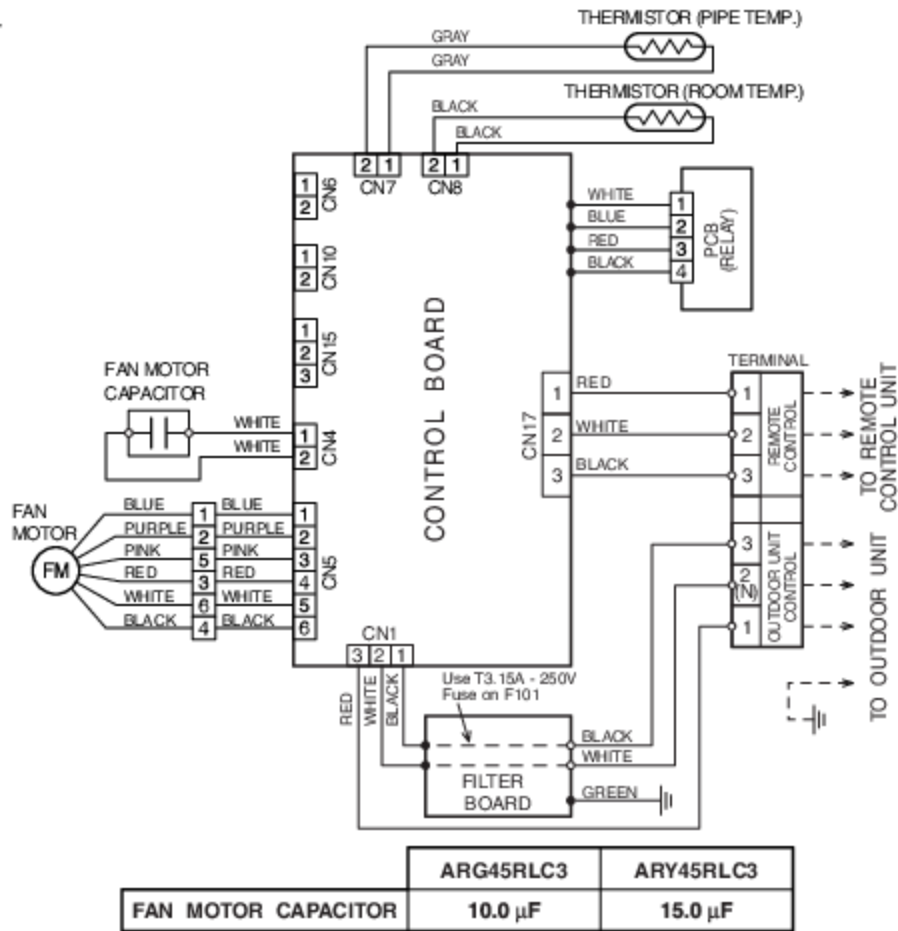 THERMISTOR (PIPE TEMP.)
GRAY
GRAY
THERMISTOR (ROOM TEMP.)
BLACK
BLACK
2 1
CN7
2 1
CN8
1
2
CN6
1
2
CN10
1
2
3
CN15
WHITE
BLUE
RED
BLACK
1
2
3
4
PCB
(RELAY)
CONTROL BOARD
FAN MOTOR
CAPACITOR
WHITE
WHITE
1
2
CN4
TERMINAL
1
2
3
CN17
RED
WHITE
BLACK
1
2
3
REMOTE
CONTROL
TO REMOTE
CONTROL UNIT
FAN
MOTOR
FM
BLUE 1 BLUE 1
PURPLE 2 PURPLE 2
PINK 5 PINK 3
RED 3 RED 4
WHITE 6 WHITE 5
BLACK 4 BLACK 6
CN5
3
2
(N)
1
OUTDOOR UNIT
CONTROL
TO OUTDOOR UNIT
CN1
3 2 1
RED
WHITE
BLACK
Use T3.15A - 250V
Fuse on F101
FILTER
BOARD
BLACK
WHITE
GREEN
ARG45RLC3 ARY45RLC3
FAN MOTOR CAPACITOR 10.0 µF 15.0 µF